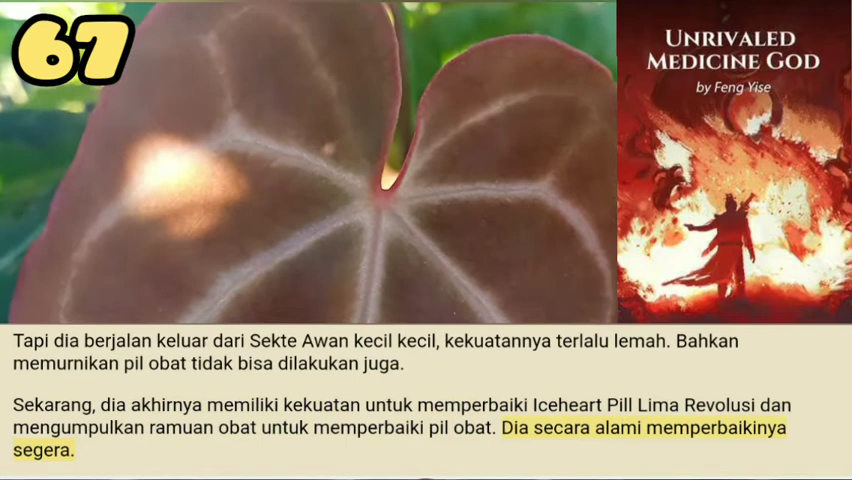 67
UNRIVALED
MEDICINE GOD
by Feng Yise
Tapi dia berjalan keluar dari Sekte Awan kecil kecil, kekuatannya terlalu lemah. Bahkan
memurnikan pil obat tidak bisa dilakukan juga.
Sekarang, dia akhirnya memiliki kekuatan untuk memperbaiki Iceheart Pill Lima Revolusi dan
mengumpulkan ramuan obat untuk memperbaiki pil obat. Dia secara alami memperbaikinya
segera.